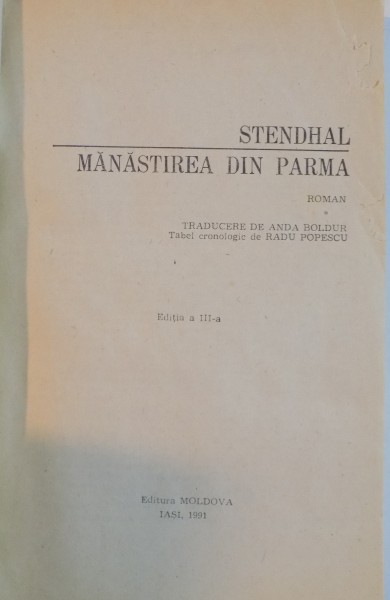 STENDHAL
MĂNĂSTIREA DIN PARMA
ROMAN
TRADUCERE DE ANDA BOLDUR
Tabel cronologic de RADU POPESCU
Ediția a III-a
Editura MOLDOVA
IAȘI, 1991